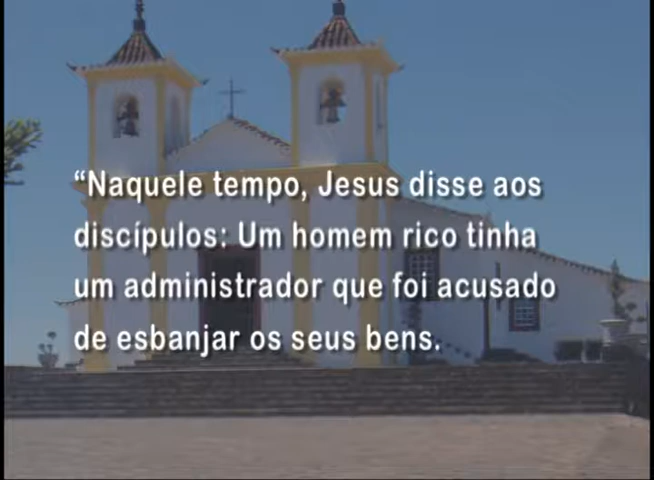 “Naquele tempo, Jesus disse aos
discípulos: Um homem rico tinha
um administrador que foi acusado
de esbanjar os seus bens.